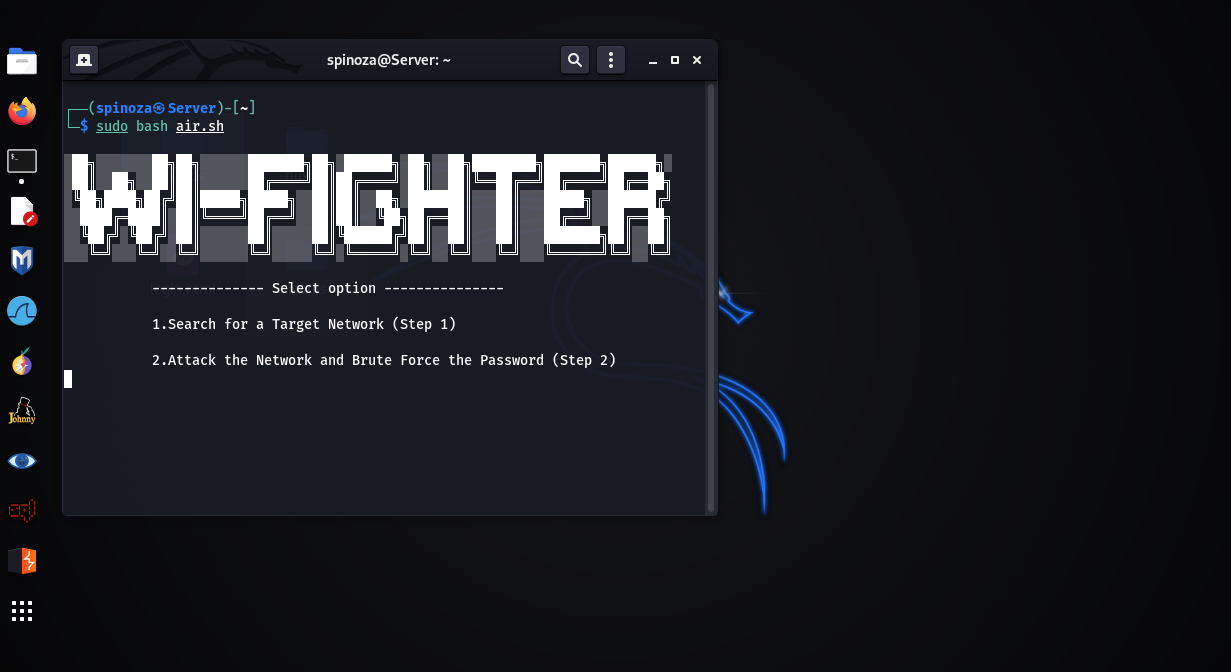 spinoza@Server: ~
┌──(spinoza㉿Server)-[~]
└─$ sudo bash air.sh
WI-FIGHTER
-------------- Select option ---------------
1.Search for a Target Network (Step 1)
2.Attack the Network and Brute Force the Password (Step 2)
Johnny